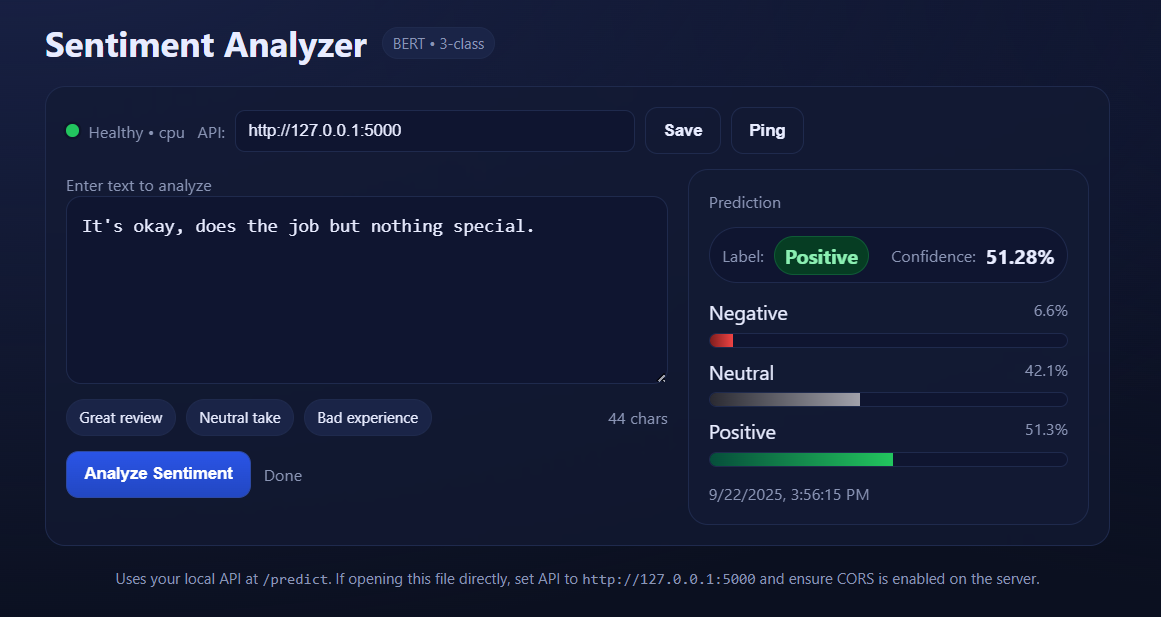 Sentiment Analyzer BERT • 3-class
Healthy • cpu API: http://127.0.0.1:5000 Save Ping
Enter text to analyze
It's okay, does the job but nothing special.
Great review Neutral take Bad experience 44 chars
Analyze Sentiment Done
Prediction
Label: Positive Confidence: 51.28%
Negative 6.6%
Neutral 42.1%
Positive 51.3%
9/22/2025, 3:56:15 PM
Uses your local API at /predict. If opening this file directly, set API to http://127.0.0.1:5000 and ensure CORS is enabled on the server.